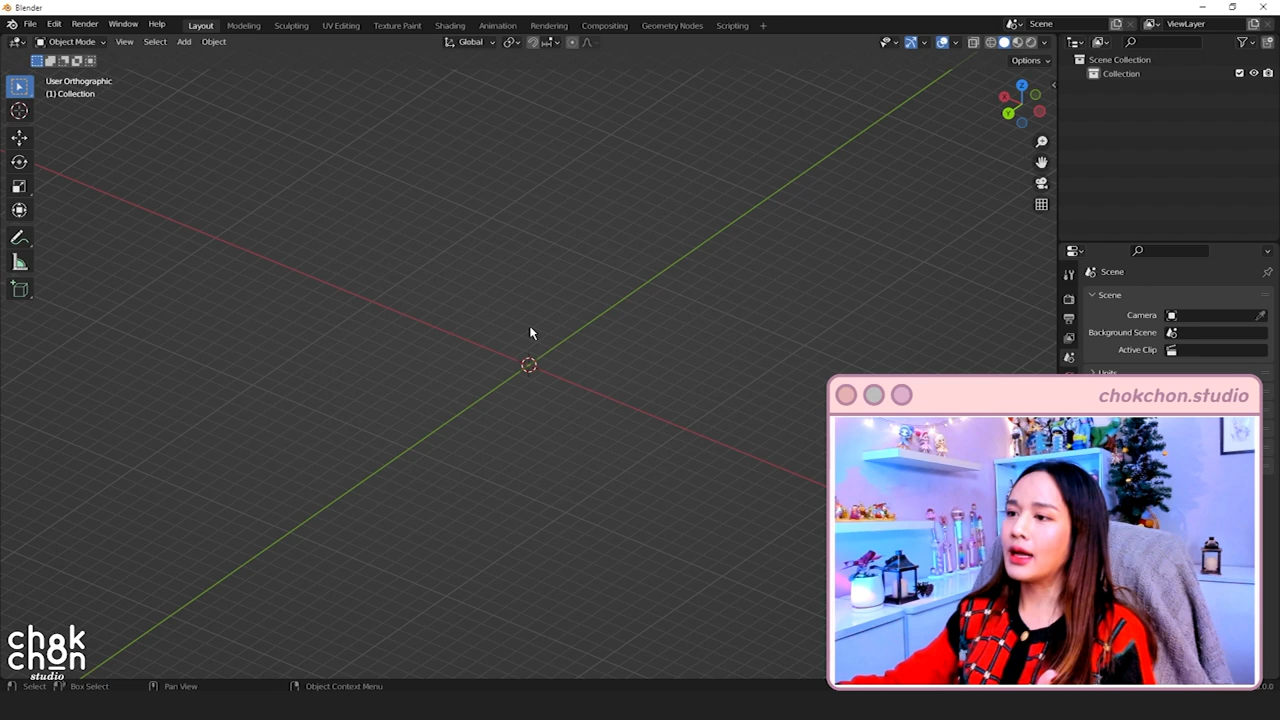 Blender
File Edit Render Window Help
Layout Modeling Sculpting UV Editing Texture Paint Shading Animation Rendering Compositing Geometry Nodes Scripting +
Scene
ViewLayer
Object Mode View Select Add Object
Global
Options
User Orthographic
(1) Collection
Z
X
Y
Scene Collection
Collection
Scene
Scene
Camera
Background Scene
Active Clip
Units
chokchon.studio
chok
chon
studio
Select Box Select Pan View Object Context Menu